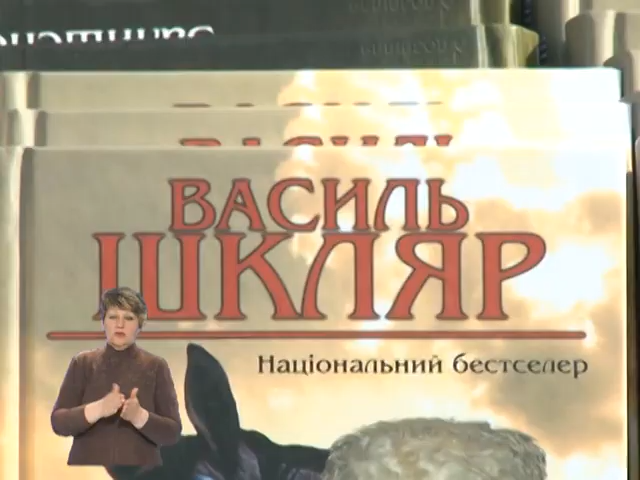 ВАСИЛЬ
ШКЛЯР
Національний бестселер